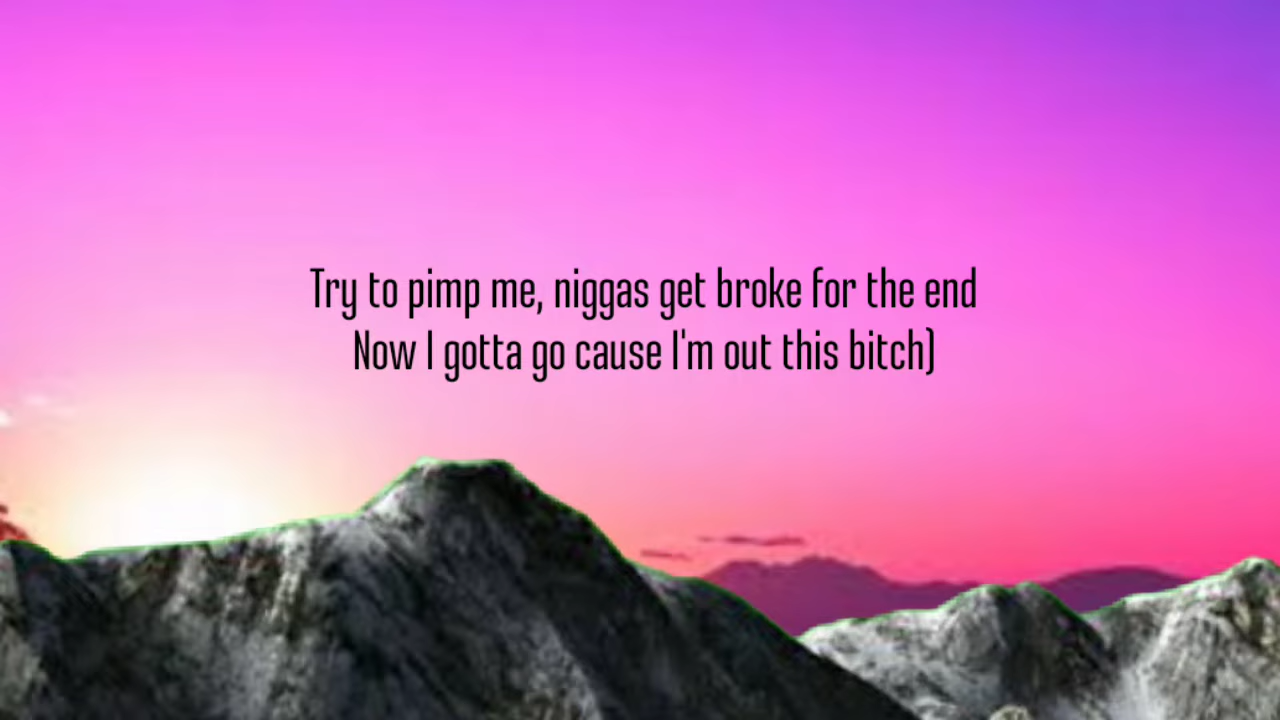 Try to pimp me, niggas get broke for the end
Now I gotta go cause I'm out this bitch)